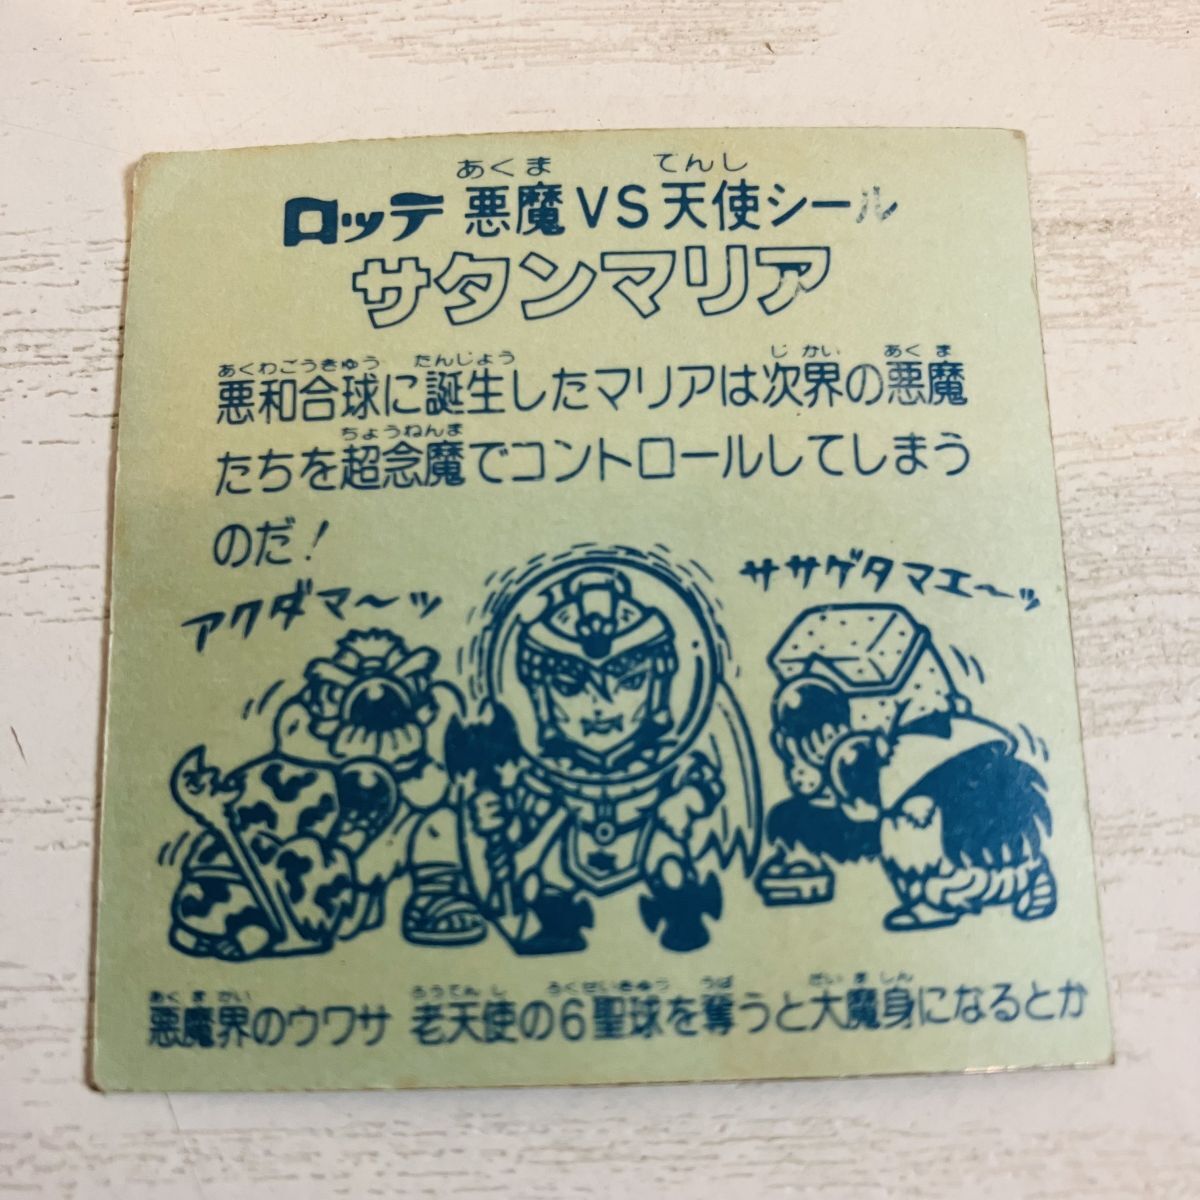 あくま てんし
ロッテ 悪魔VS天使シール
サタンマリア
あくわごうきゅう たんじょう じかい あくま
悪和合球に誕生したマリアは次界の悪魔
ちょうねんま
たちを超念魔でコントロールしてしまう
のだ!
アクダマ〜ッ
ササゲタマエ〜ッ
あくまかい ろうてんし ろくせいきゅう うば だいましん
悪魔界のウワサ 老天使の6聖球を奪うと大魔身になるとか